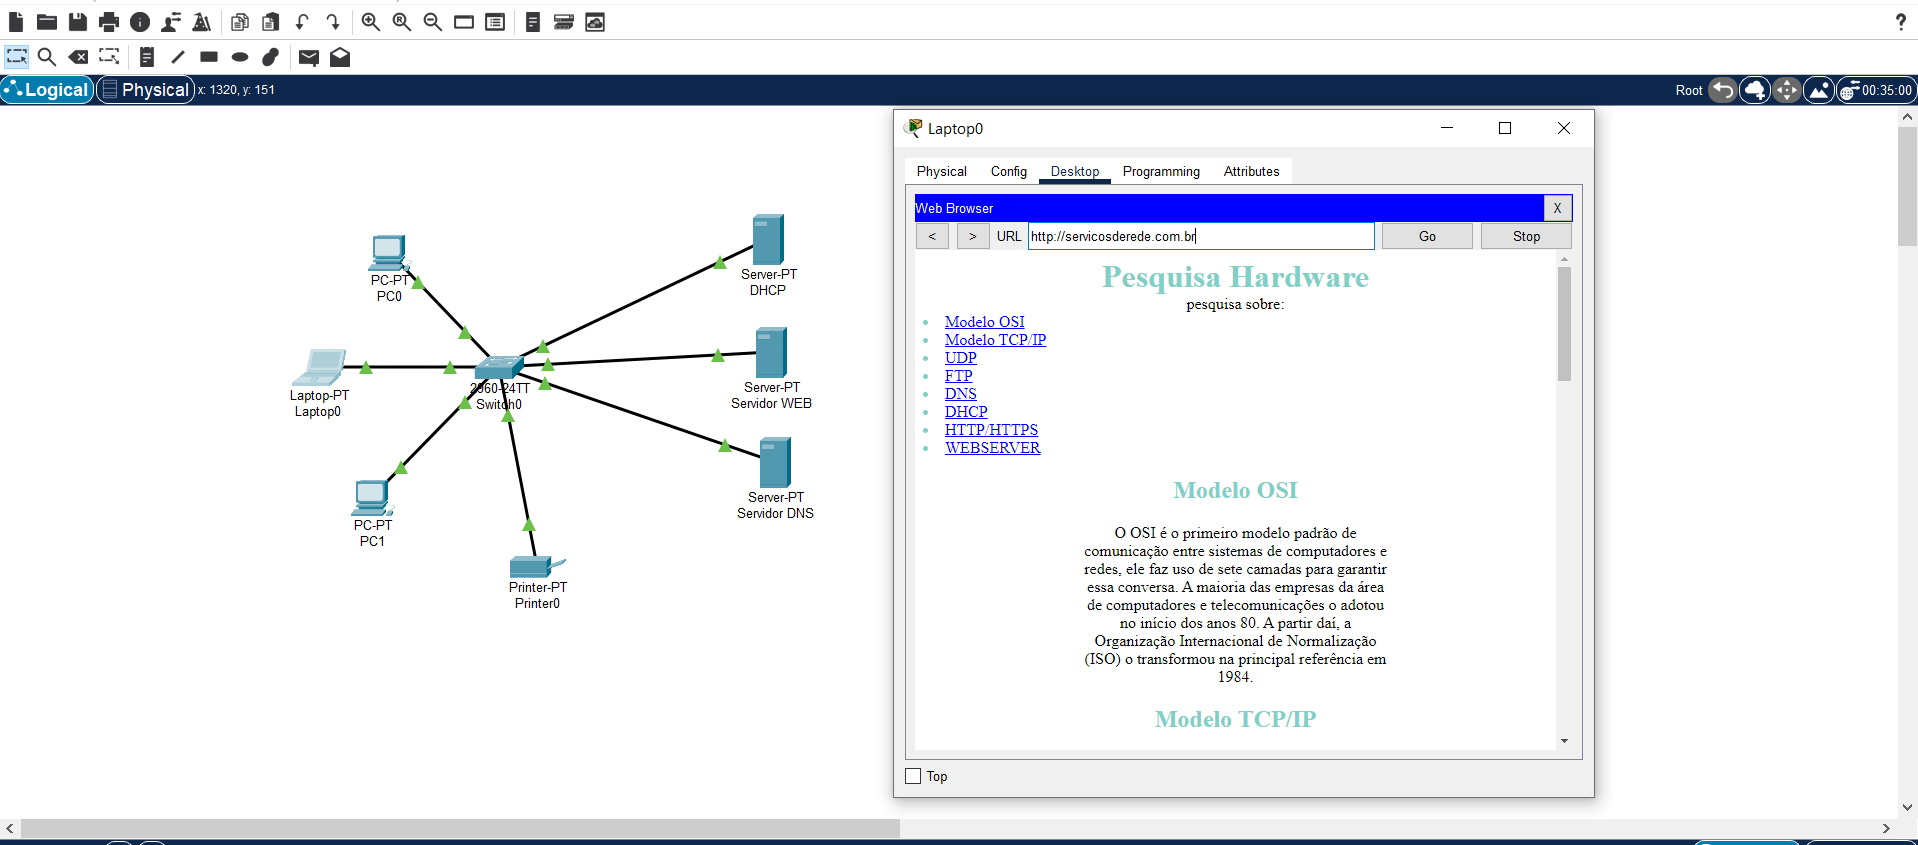 ?
Logical
Physical
x: 1320, y: 151
Root
00:35:00
PC-PT
PC0
Laptop-PT
Laptop0
PC-PT
PC1
2960-24TT
Switch0
Printer-PT
Printer0
Server-PT
DHCP
Server-PT
Servidor WEB
Server-PT
Servidor DNS
Laptop0
Physical Config Desktop Programming Attributes
Web Browser X
< > URL http://servicosderede.com.br Go Stop
Pesquisa Hardware
pesquisa sobre:
Modelo OSI
Modelo TCP/IP
UDP
FTP
DNS
DHCP
HTTP/HTTPS
WEBSERVER
Modelo OSI
O OSI é o primeiro modelo padrão de
comunicação entre sistemas de computadores e
redes, ele faz uso de sete camadas para garantir
essa conversa. A maioria das empresas da área
de computadores e telecomunicações o adotou
no início dos anos 80. A partir daí, a
Organização Internacional de Normalização
(ISO) o transformou na principal referência em
1984.
Modelo TCP/IP
Top